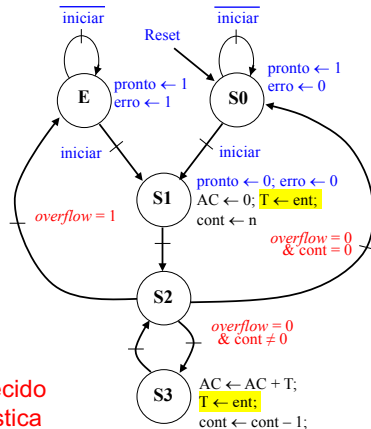 iniciar
iniciar
Reset
pronto ← 1
erro ← 1
pronto ← 1
erro ← 0
E
S0
iniciar
iniciar
pronto ← 0; erro ← 0
S1
AC ← 0; T ← ent;
cont ← n
overflow = 1
overflow = 0
& cont = 0
S2
overflow = 0
& cont ≠ 0
ecido
stica
S3
AC ← AC + T;
T ← ent;
cont ← cont – 1;